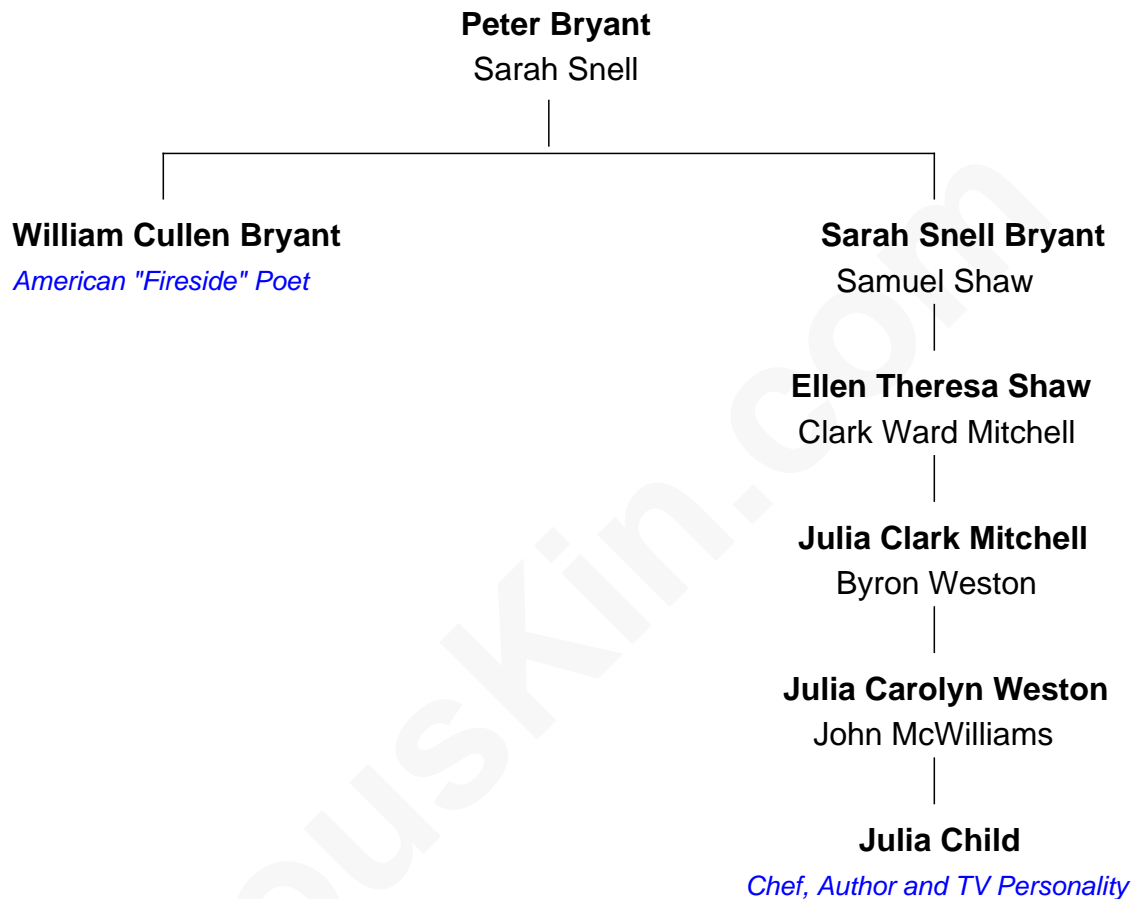 Peter Bryant
Sarah Snell
William Cullen Bryant
American "Fireside" Poet
Sarah Snell Bryant
Samuel Shaw
Ellen Theresa Shaw
Clark Ward Mitchell
Julia Clark Mitchell
Byron Weston
Julia Carolyn Weston
John McWilliams
Julia Child
Chef, Author and TV Personality
ousKin.com